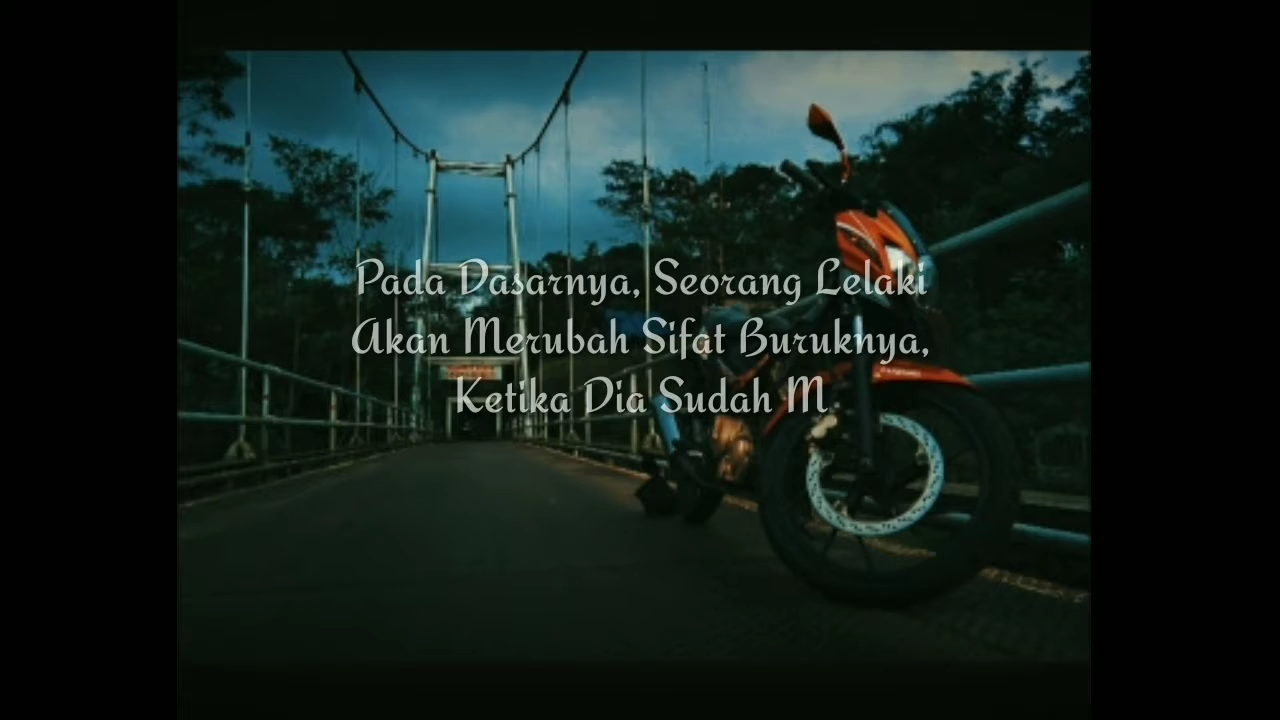 Pada Dasarnya, Seorang Lelaki
Akan Merubah Sifat Buruknya,
Ketika Dia Sudah M